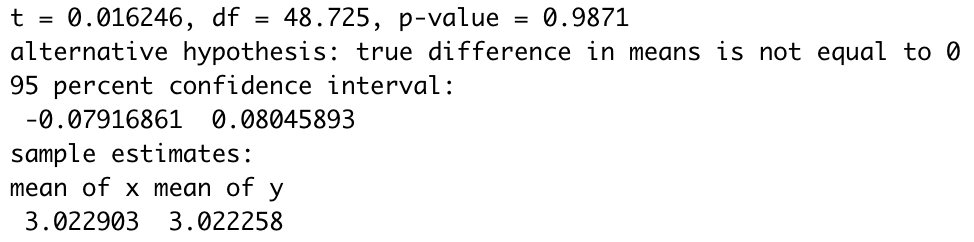 t = 0.016246, df = 48.725, p-value = 0.9871
alternative hypothesis: true difference in means is not equal to 0
95 percent confidence interval:
 -0.07916861  0.08045893
sample estimates:
mean of x mean of y
 3.022903  3.022258